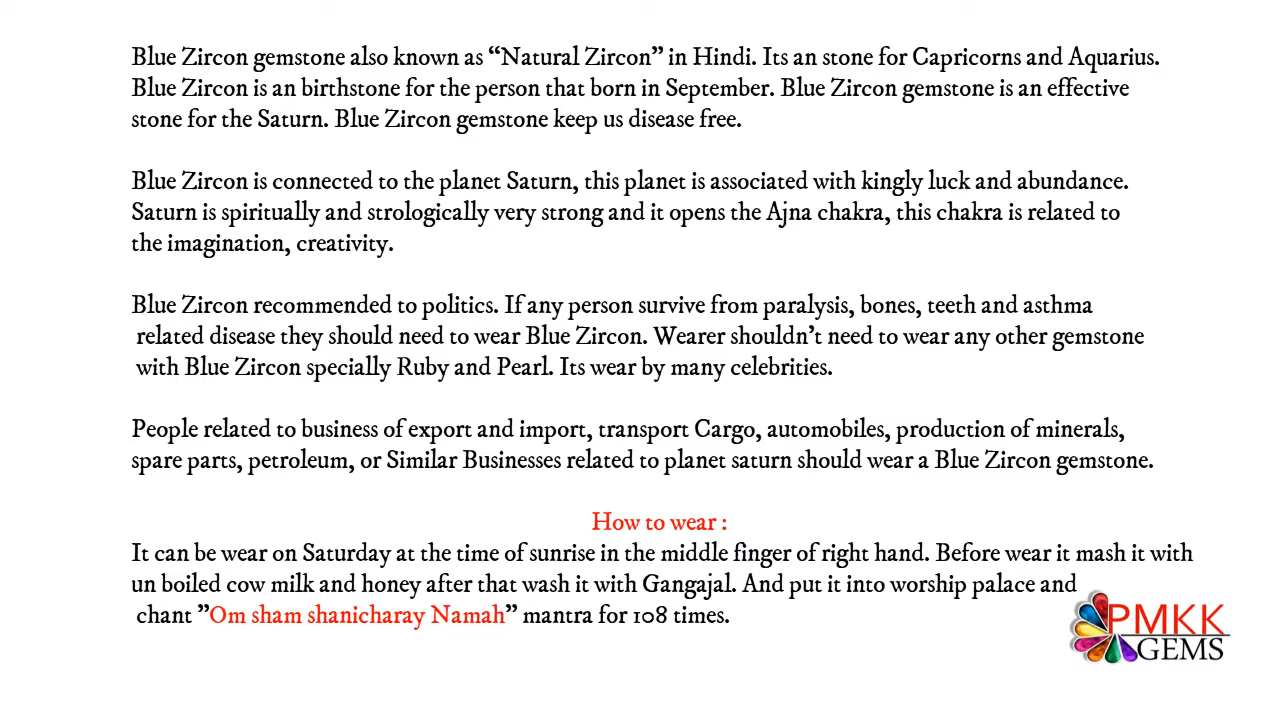 Blue Zircon gemstone also known as “Natural Zircon” in Hindi. Its an stone for Capricorns and Aquarius.
Blue Zircon is an birthstone for the person that born in September. Blue Zircon gemstone is an effective
stone for the Saturn. Blue Zircon gemstone keep us disease free.
Blue Zircon is connected to the planet Saturn, this planet is associated with kingly luck and abundance.
Saturn is spiritually and strologically very strong and it opens the Ajna chakra, this chakra is related to
the imagination, creativity.
Blue Zircon recommended to politics. If any person survive from paralysis, bones, teeth and asthma
related disease they should need to wear Blue Zircon. Wearer shouldn’t need to wear any other gemstone
with Blue Zircon specially Ruby and Pearl. Its wear by many celebrities.
People related to business of export and import, transport Cargo, automobiles, production of minerals,
spare parts, petroleum, or Similar Businesses related to planet saturn should wear a Blue Zircon gemstone.
How to wear :
It can be wear on Saturday at the time of sunrise in the middle finger of right hand. Before wear it mash it with
un boiled cow milk and honey after that wash it with Gangajal. And put it into worship palace and
chant ”Om sham shanicharay Namah” mantra for 108 times.
PMKK
GEMS